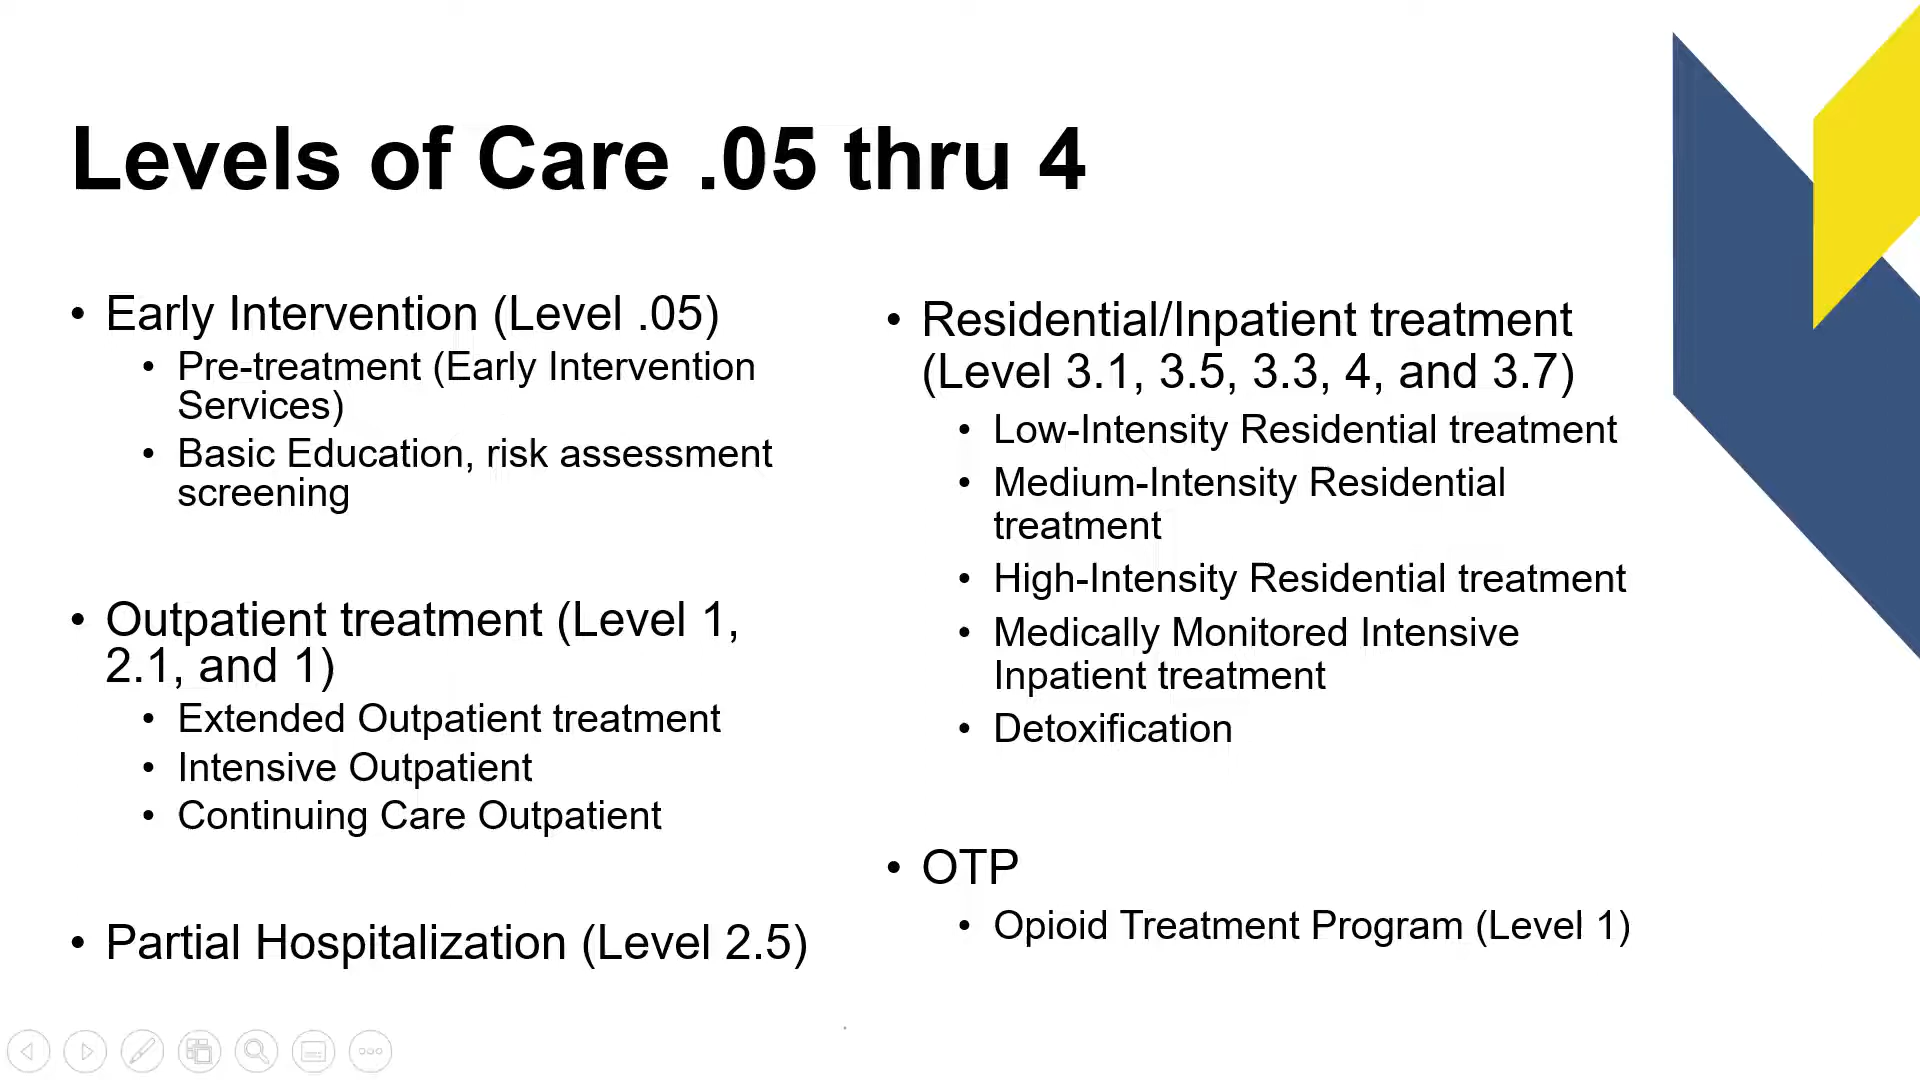 Levels of Care .05 thru 4
• Early Intervention (Level .05)
• Pre-treatment (Early Intervention
Services)
• Basic Education, risk assessment
screening
• Outpatient treatment (Level 1,
2.1, and 1)
• Extended Outpatient treatment
• Intensive Outpatient
• Continuing Care Outpatient
• Partial Hospitalization (Level 2.5)
• Residential/Inpatient treatment
(Level 3.1, 3.5, 3.3, 4, and 3.7)
• Low-Intensity Residential treatment
• Medium-Intensity Residential
treatment
• High-Intensity Residential treatment
• Medically Monitored Intensive
Inpatient treatment
• Detoxification
• OTP
• Opioid Treatment Program (Level 1)